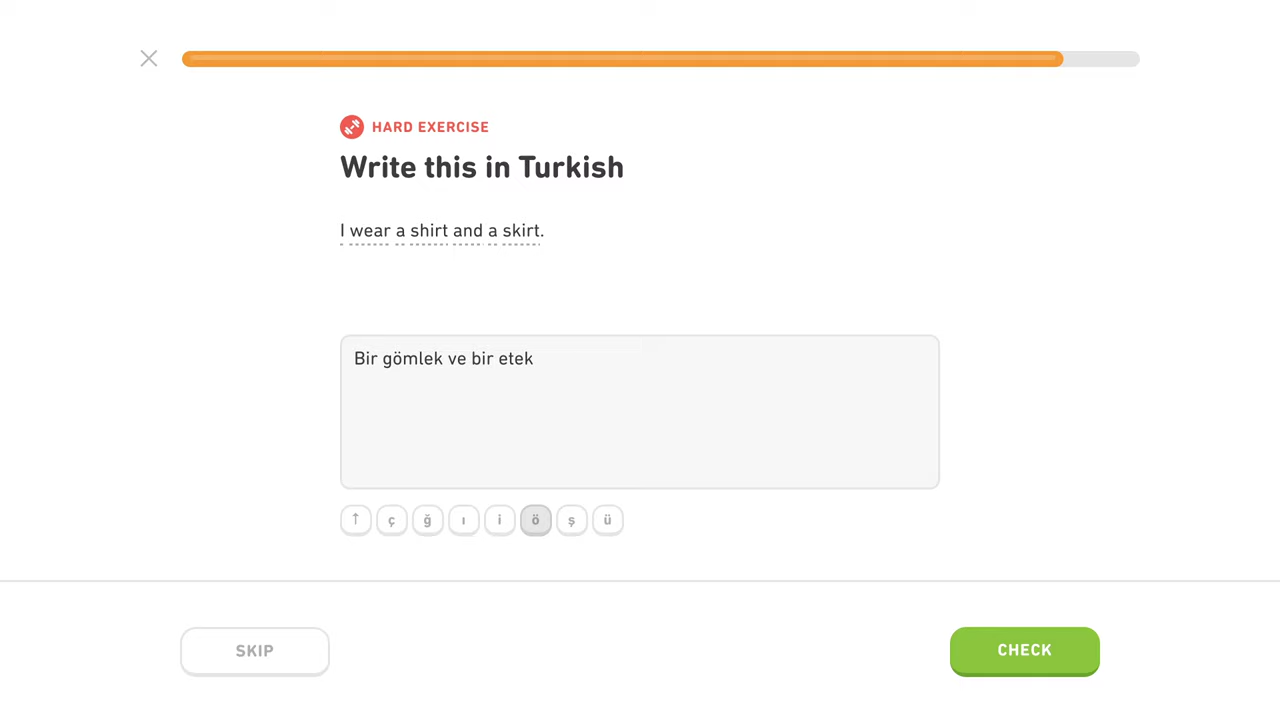 HARD EXERCISE
Write this in Turkish
I wear a shirt and a skirt.
Bir gömlek ve bir etek
↑ ç ğ ı i ö ş ü
SKIP
CHECK